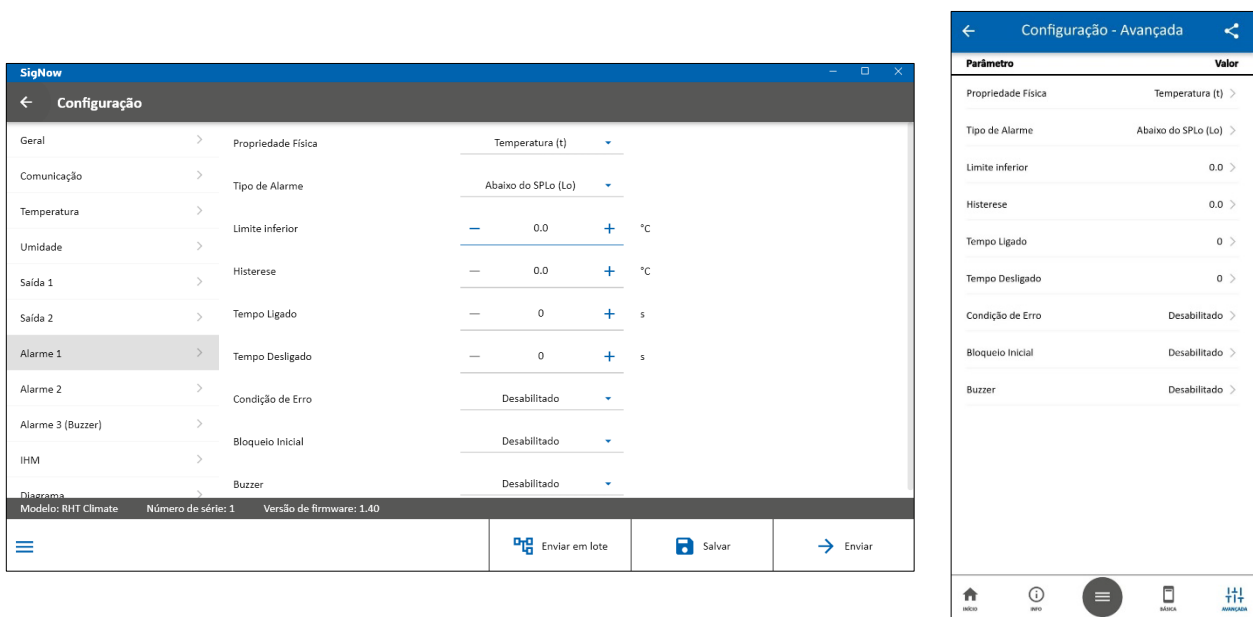 SigNow
Configuração
Geral
Comunicação
Temperatura
Umidade
Saída 1
Saída 2
Alarme 1
Alarme 2
Alarme 3 (Buzzer)
IHM
Diagrama
Propriedade Física Temperatura (t)
Tipo de Alarme Abaixo do SPLo (Lo)
Limite inferior − 0.0 + °C
Histerese − 0.0 + °C
Tempo Ligado − 0 + s
Tempo Desligado − 0 + s
Condição de Erro Desabilitado
Bloqueio Inicial Desabilitado
Buzzer Desabilitado
Modelo: RHT Climate Número de série: 1 Versão de firmware: 1.40
Enviar em lote Salvar Enviar
Configuração - Avançada
Parâmetro Valor
Propriedade Física Temperatura (t)
Tipo de Alarme Abaixo do SPLo (Lo)
Limite inferior 0.0
Histerese 0.0
Tempo Ligado 0
Tempo Desligado 0
Condição de Erro Desabilitado
Bloqueio Inicial Desabilitado
Buzzer Desabilitado
INÍCIO INFO BÁSICA AVANÇADA